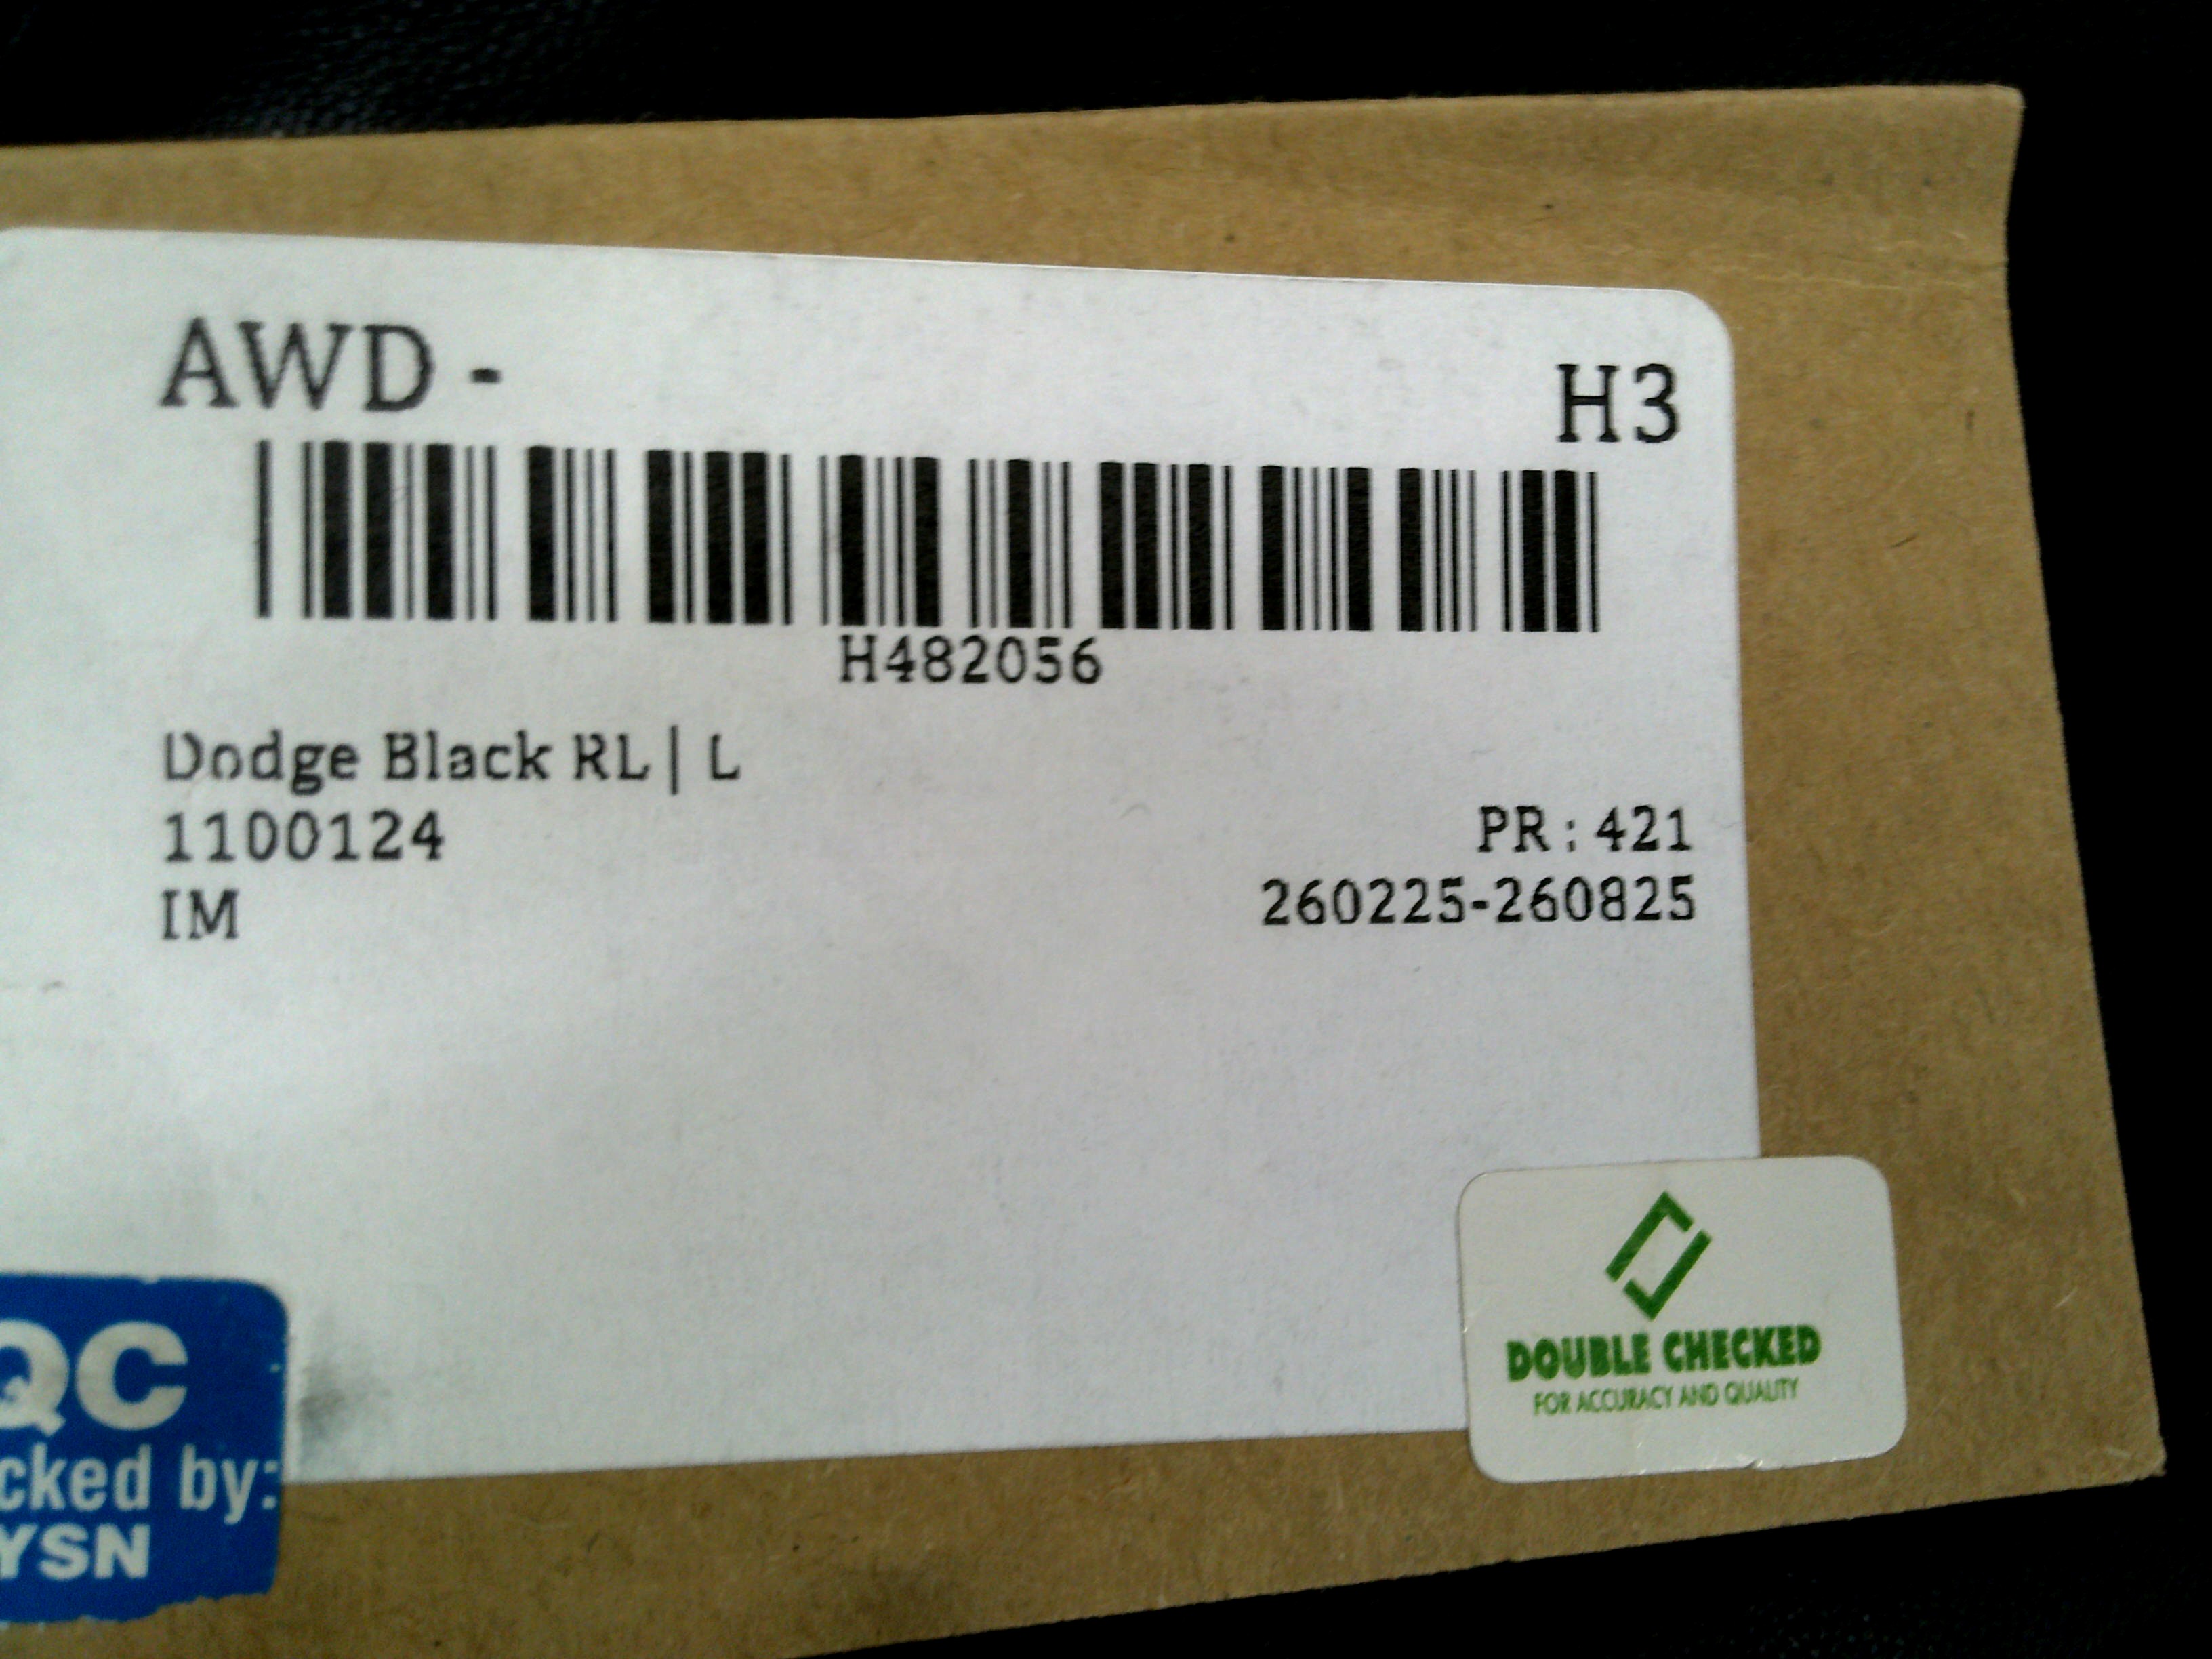 AWD -
H3
H482056
Dodge Black RL| L
1100124
PR:421
IM
260225-260825
DOUBLE CHECKED
FOR ACCURACY AND QUALITY
QC
cked by:
YSN